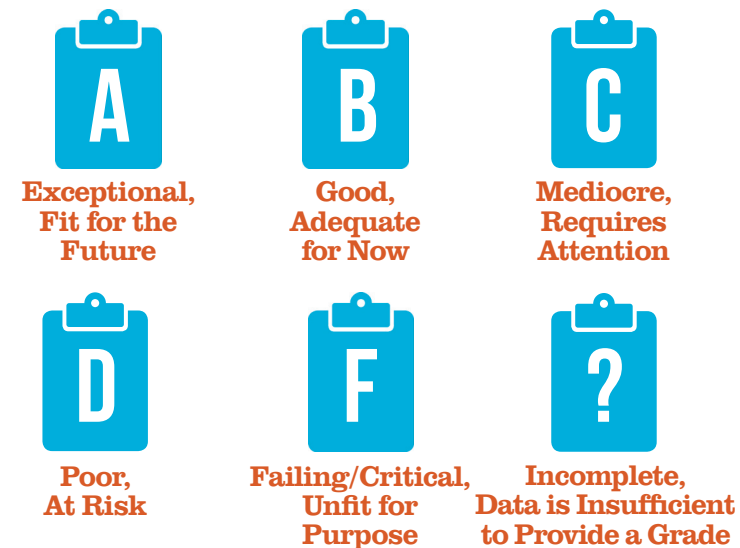 A
Exceptional,
Fit for the
Future
B
Good,
Adequate
for Now
C
Mediocre,
Requires
Attention
D
Poor,
At Risk
F
Failing/Critical,
Unfit for
Purpose
?
Incomplete,
Data is Insufficient
to Provide a Grade